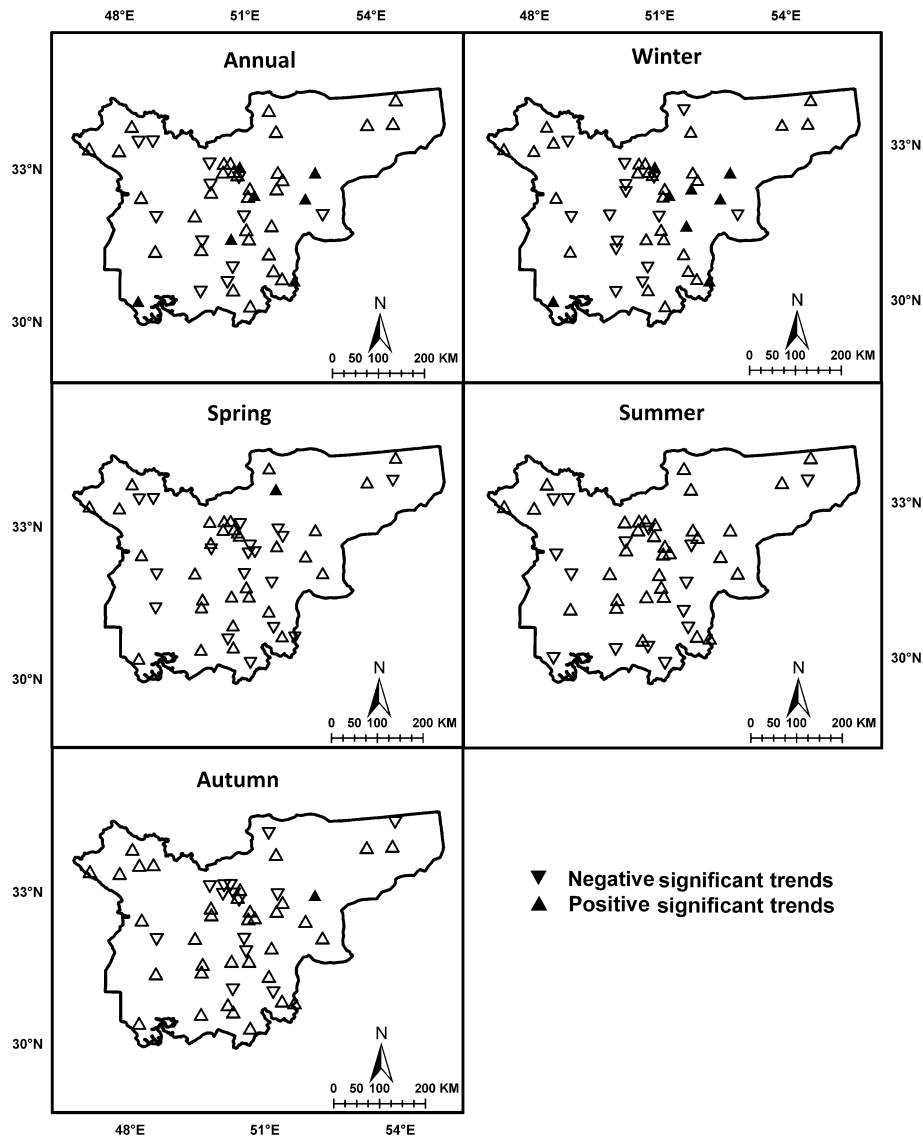 48°E 51°E 54°E 48°E 51°E 54°E
Annual
Winter
33°N
33°N
N
N
30°N
30°N
0 50 100 200 KM
0 50 100 200 KM
Spring
Summer
33°N
33°N
N
N
30°N
30°N
0 50 100 200 KM
0 50 100 200 KM
Autumn
33°N
Negative significant trends
Positive significant trends
N
30°N
0 50 100 200 KM
48°E 51°E 54°E